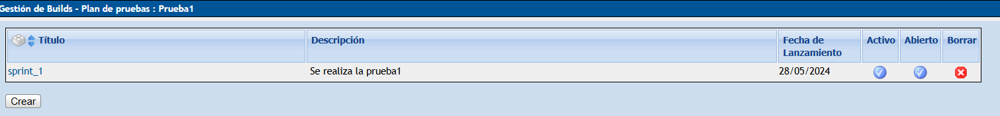 Gestión de Builds - Plan de pruebas : Prueba1
Título Descripción Fecha de Lanzamiento Activo Abierto Borrar
sprint_1 Se realiza la prueba1 28/05/2024
Crear